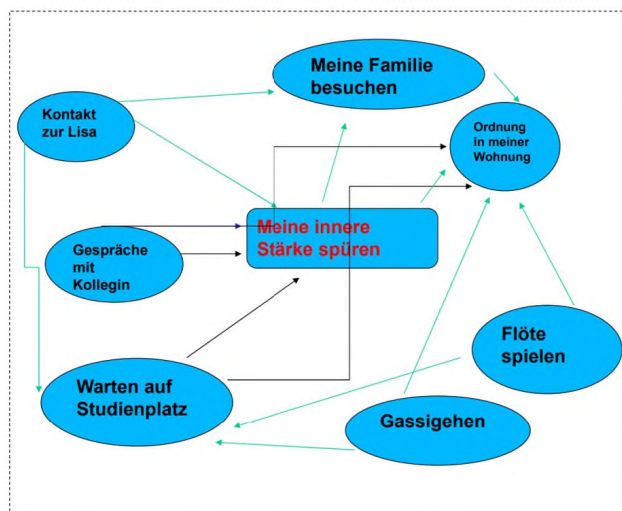 Meine Familie
besuchen
Kontakt
zur Lisa
Ordnung
in meiner
Wohnung
Meine innere
Stärke spüren
Gespräche
mit
Kollegin
Flöte
spielen
Warten auf
Studienplatz
Gassigehen